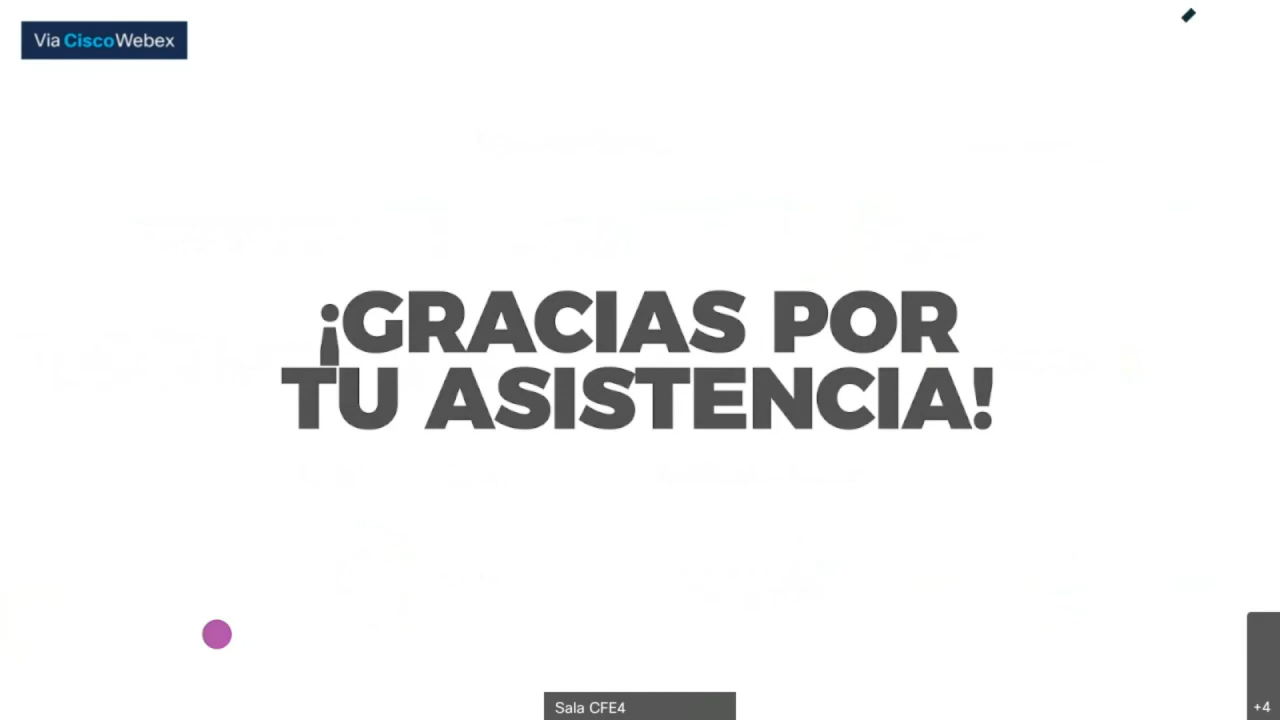 Via CiscoWebex
¡GRACIAS POR
TU ASISTENCIA!
Sala CFE4
+4